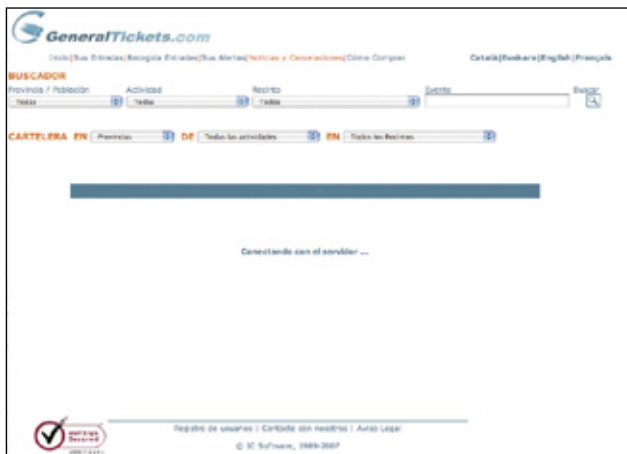 GeneralTickets.com
Inicio|Sus Entradas|Recogida Entradas|Sus Alertas|Noticias y Cancelaciones|Cómo Comprar
Català|Euskara|English|Français
BUSCADOR
Provincia / Población Actividad Recinto Evento Buscar
Todas Todas Todos
CARTELERA EN Provincias DE Todas las actividades EN Todos los Recintos
Conectando con el servidor ...
Registro de usuarios | Contacte con nosotros | Aviso Legal
Secured
© IC Software, 1989-2007